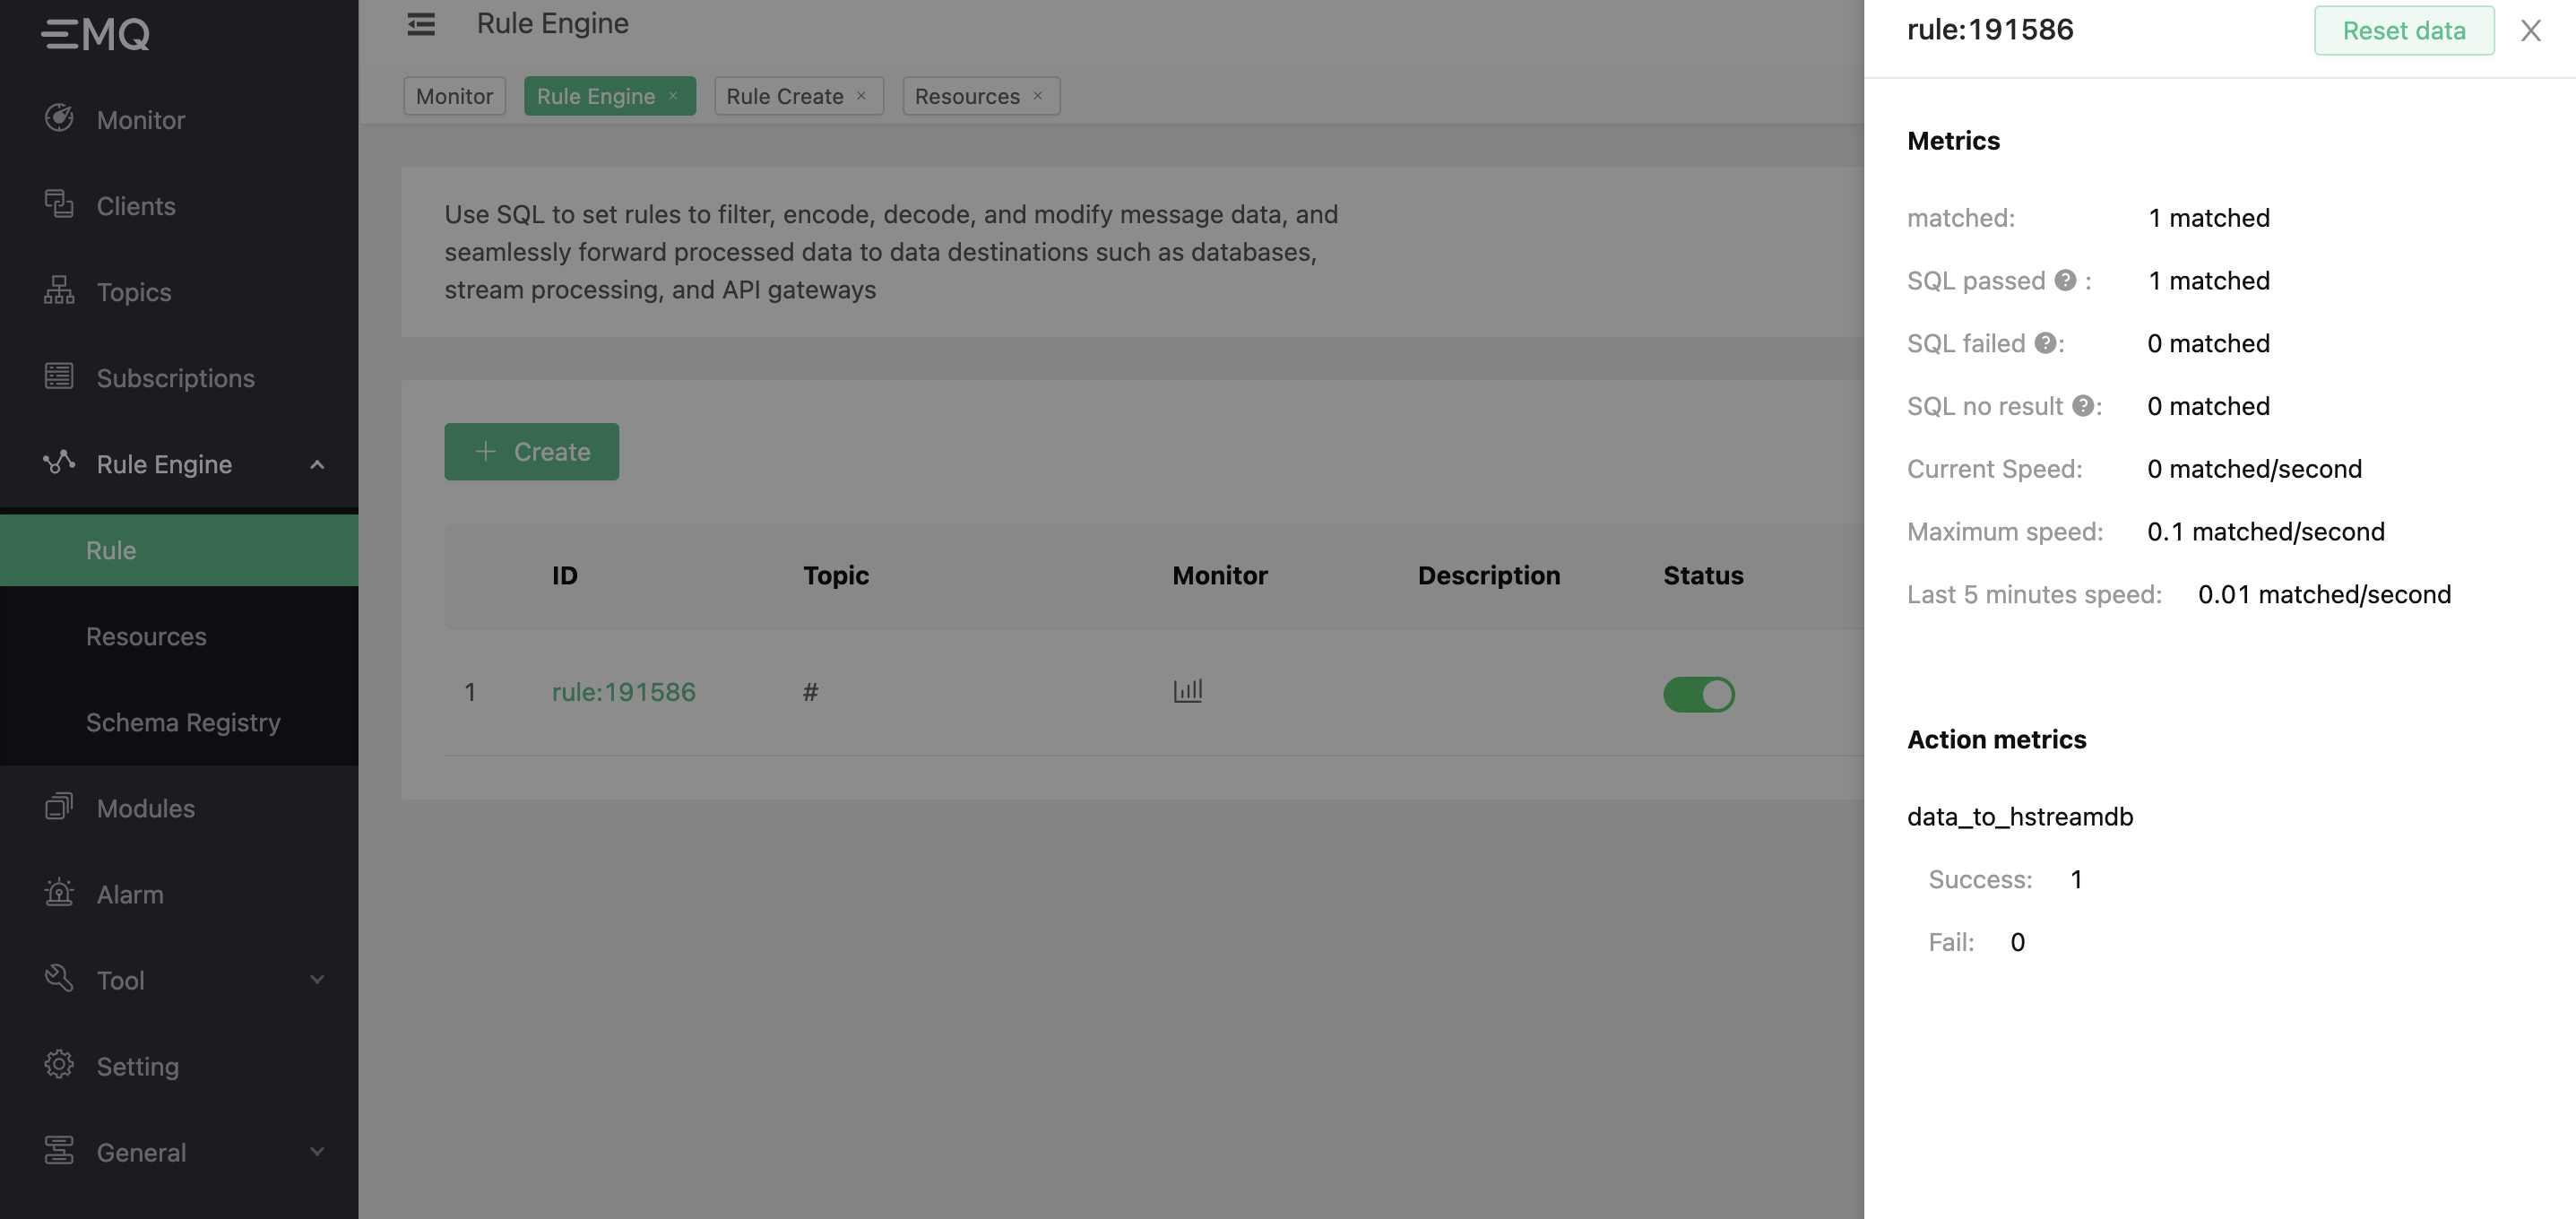 EMQ
Monitor
Clients
Topics
Subscriptions
Rule Engine
Rule
Resources
Schema Registry
Modules
Alarm
Tool
Setting
General
Rule Engine
Monitor
Rule Engine ×
Rule Create ×
Resources ×
Use SQL to set rules to filter, encode, decode, and modify message data, and
seamlessly forward processed data to data destinations such as databases,
stream processing, and API gateways
+ Create
ID Topic Monitor Description Status
1 rule:191586 #
rule:191586
Reset data X
Metrics
matched: 1 matched
SQL passed ? : 1 matched
SQL failed ?: 0 matched
SQL no result ?: 0 matched
Current Speed: 0 matched/second
Maximum speed: 0.1 matched/second
Last 5 minutes speed: 0.01 matched/second
Action metrics
data_to_hstreamdb
Success: 1
Fail: 0